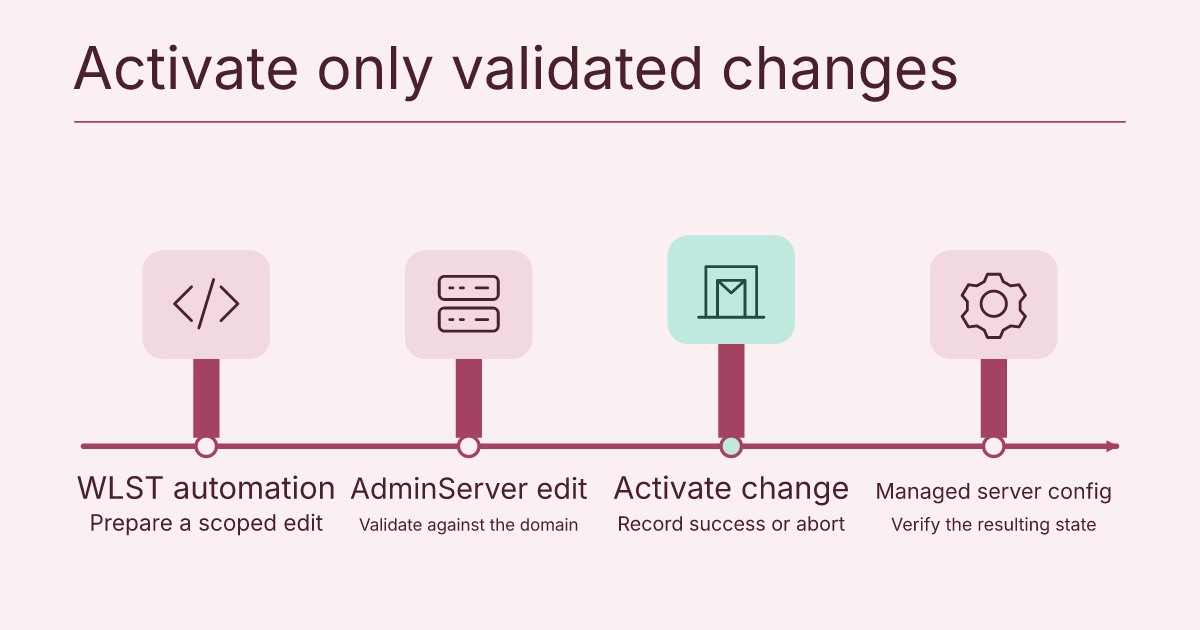 Activate only validated changes
WLST automation
Prepare a scoped edit
AdminServer edit
Validate against the domain
Activate change
Record success or abort
Managed server config
Verify the resulting state